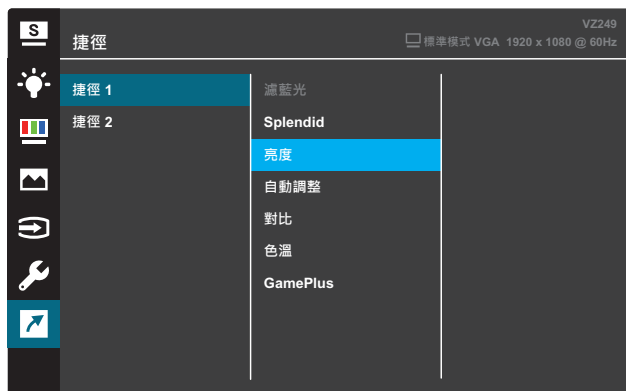 S
VZ249
捷徑
標準模式 VGA 1920 x 1080 @ 60Hz
捷徑 1
濾藍光
捷徑 2
Splendid
亮度
自動調整
對比
色溫
GamePlus